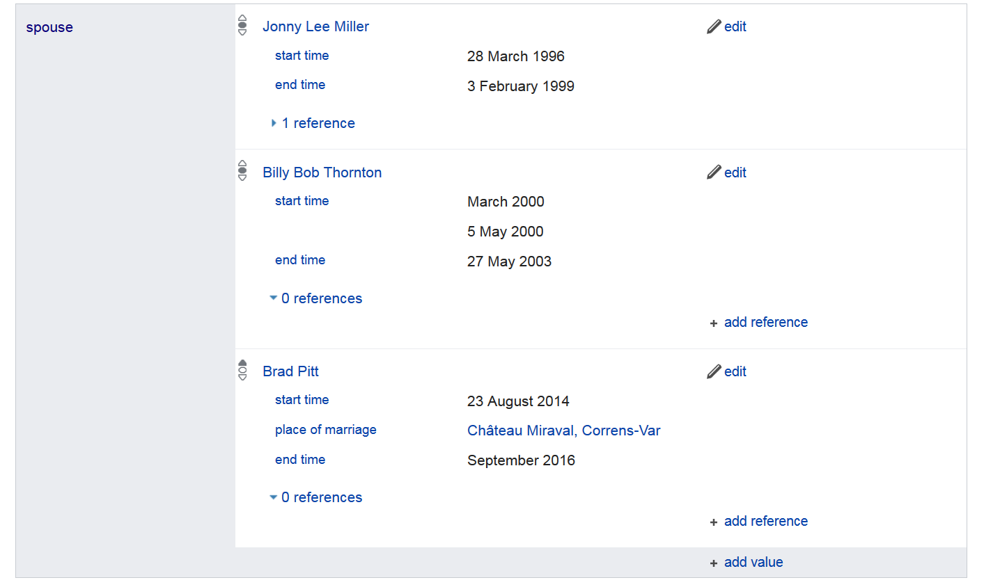 spouse
Jonny Lee Miller
edit
start time 28 March 1996
end time 3 February 1999
1 reference
Billy Bob Thornton
edit
start time March 2000
5 May 2000
end time 27 May 2003
0 references
+ add reference
Brad Pitt
edit
start time 23 August 2014
place of marriage Château Miraval, Correns-Var
end time September 2016
0 references
+ add reference
+ add value